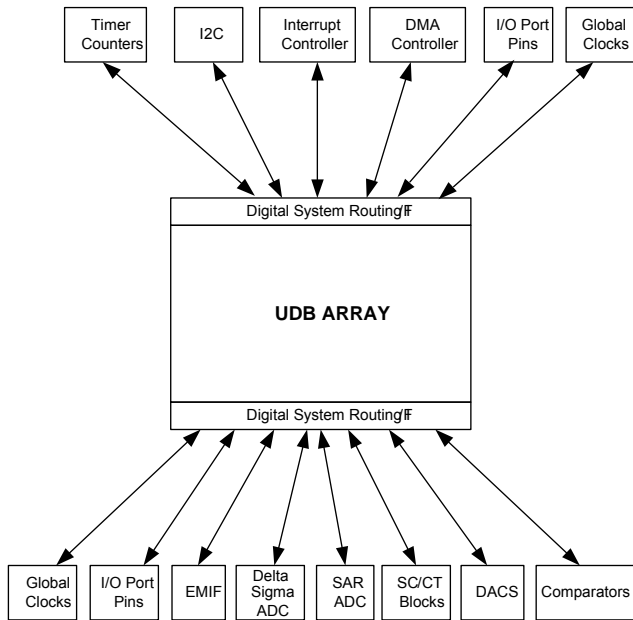 Timer
Counters
I2C
Interrupt
Controller
DMA
Controller
I/O Port
Pins
Global
Clocks
Digital System Routing I/F
UDB ARRAY
Digital System Routing I/F
Global
Clocks
I/O Port
Pins
EMIF
Delta
Sigma
ADC
SAR
ADC
SC/CT
Blocks
DACS
Comparators